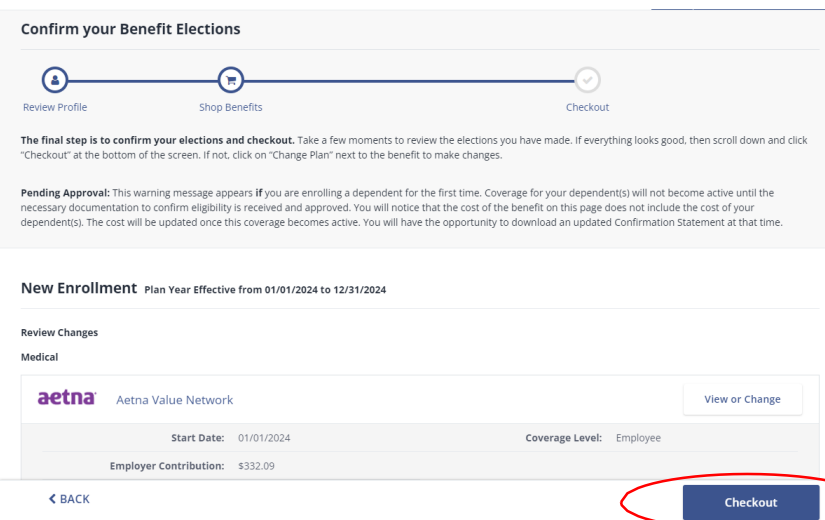 Confirm your Benefit Elections
Review Profile
Shop Benefits
Checkout
The final step is to confirm your elections and checkout. Take a few moments to review the elections you have made. If everything looks good, then scroll down and click
"Checkout" at the bottom of the screen. If not, click on "Change Plan" next to the benefit to make changes.
Pending Approval: This warning message appears if you are enrolling a dependent for the first time. Coverage for your dependent(s) will not become active until the
necessary documentation to confirm eligibility is received and approved. You will notice that the cost of the benefit on this page does not include the cost of your
dependent(s). The cost will be updated once this coverage becomes active. You will have the opportunity to download an updated Confirmation Statement at that time.
New Enrollment Plan Year Effective from 01/01/2024 to 12/31/2024
Review Changes
Medical
aetna Aetna Value Network View or Change
Start Date: 01/01/2024 Coverage Level: Employee
Employer Contribution: $332.09
BACK Checkout